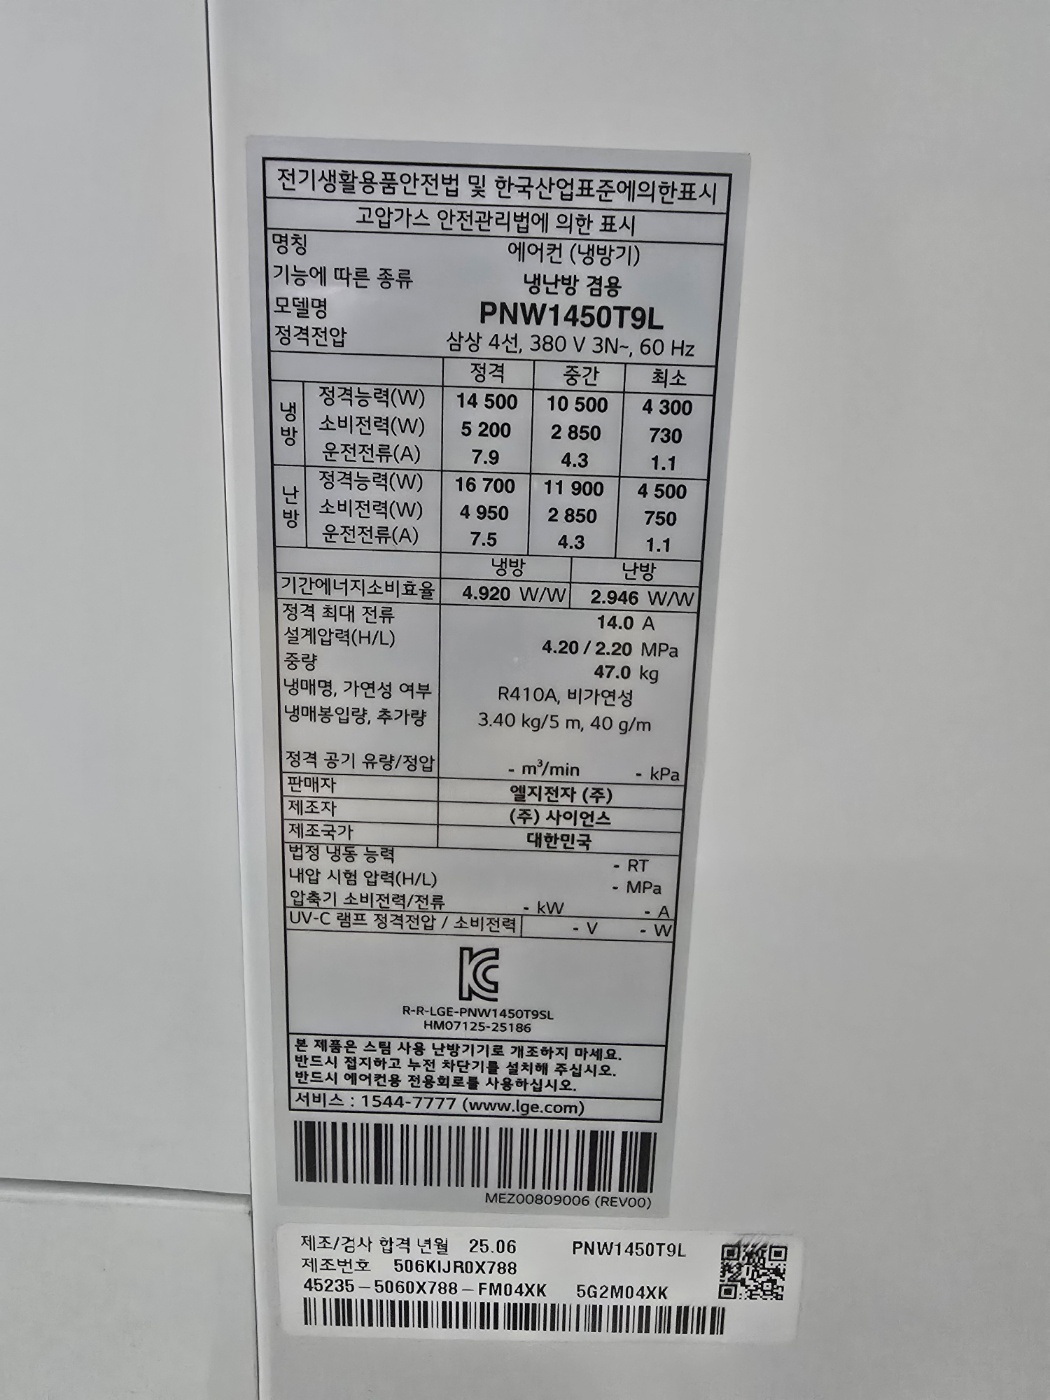 전기생활용품안전법 및 한국산업표준에의한표시
고압가스 안전관리법에 의한 표시
명칭 에어컨 (냉방기)
기능에 따른 종류 냉난방 겸용
모델명 PNW1450T9L
정격전압 삼상 4선, 380 V 3N~, 60 Hz
정격 중간 최소
냉방 정격능력(W) 14 500 10 500 4 300
소비전력(W) 5 200 2 850 730
운전전류(A) 7.9 4.3 1.1
난방 정격능력(W) 16 700 11 900 4 500
소비전력(W) 4 950 2 850 750
운전전류(A) 7.5 4.3 1.1
냉방 난방
기간에너지소비효율 4.920 W/W 2.946 W/W
정격 최대 전류 14.0 A
설계압력(H/L) 4.20 / 2.20 MPa
중량 47.0 kg
냉매명, 가연성 여부 R410A, 비가연성
냉매봉입량, 추가량 3.40 kg/5 m, 40 g/m
정격 공기 유량/정압 - m³/min - kPa
판매자 엘지전자 (주)
제조자 (주) 사이언스
제조국가 대한민국
법정 냉동 능력 - RT
내압 시험 압력(H/L) - MPa
압축기 소비전력/전류 - kW - A
UV-C 램프 정격전압 / 소비전력 - V - W
R-R-LGE-PNW1450T9SL
HM07125-25186
본 제품은 스팀 사용 난방기기로 개조하지 마세요.
반드시 접지하고 누전 차단기를 설치해 주십시오.
반드시 에어컨용 전용회로를 사용하십시오.
서비스 : 1544-7777 (www.lge.com)
MEZ00809006 (REV00)
제조/검사 합격 년월 25.06 PNW1450T9L
제조번호 506KIJR0X788
45235-5060X788-FM04XK 5G2M04XK